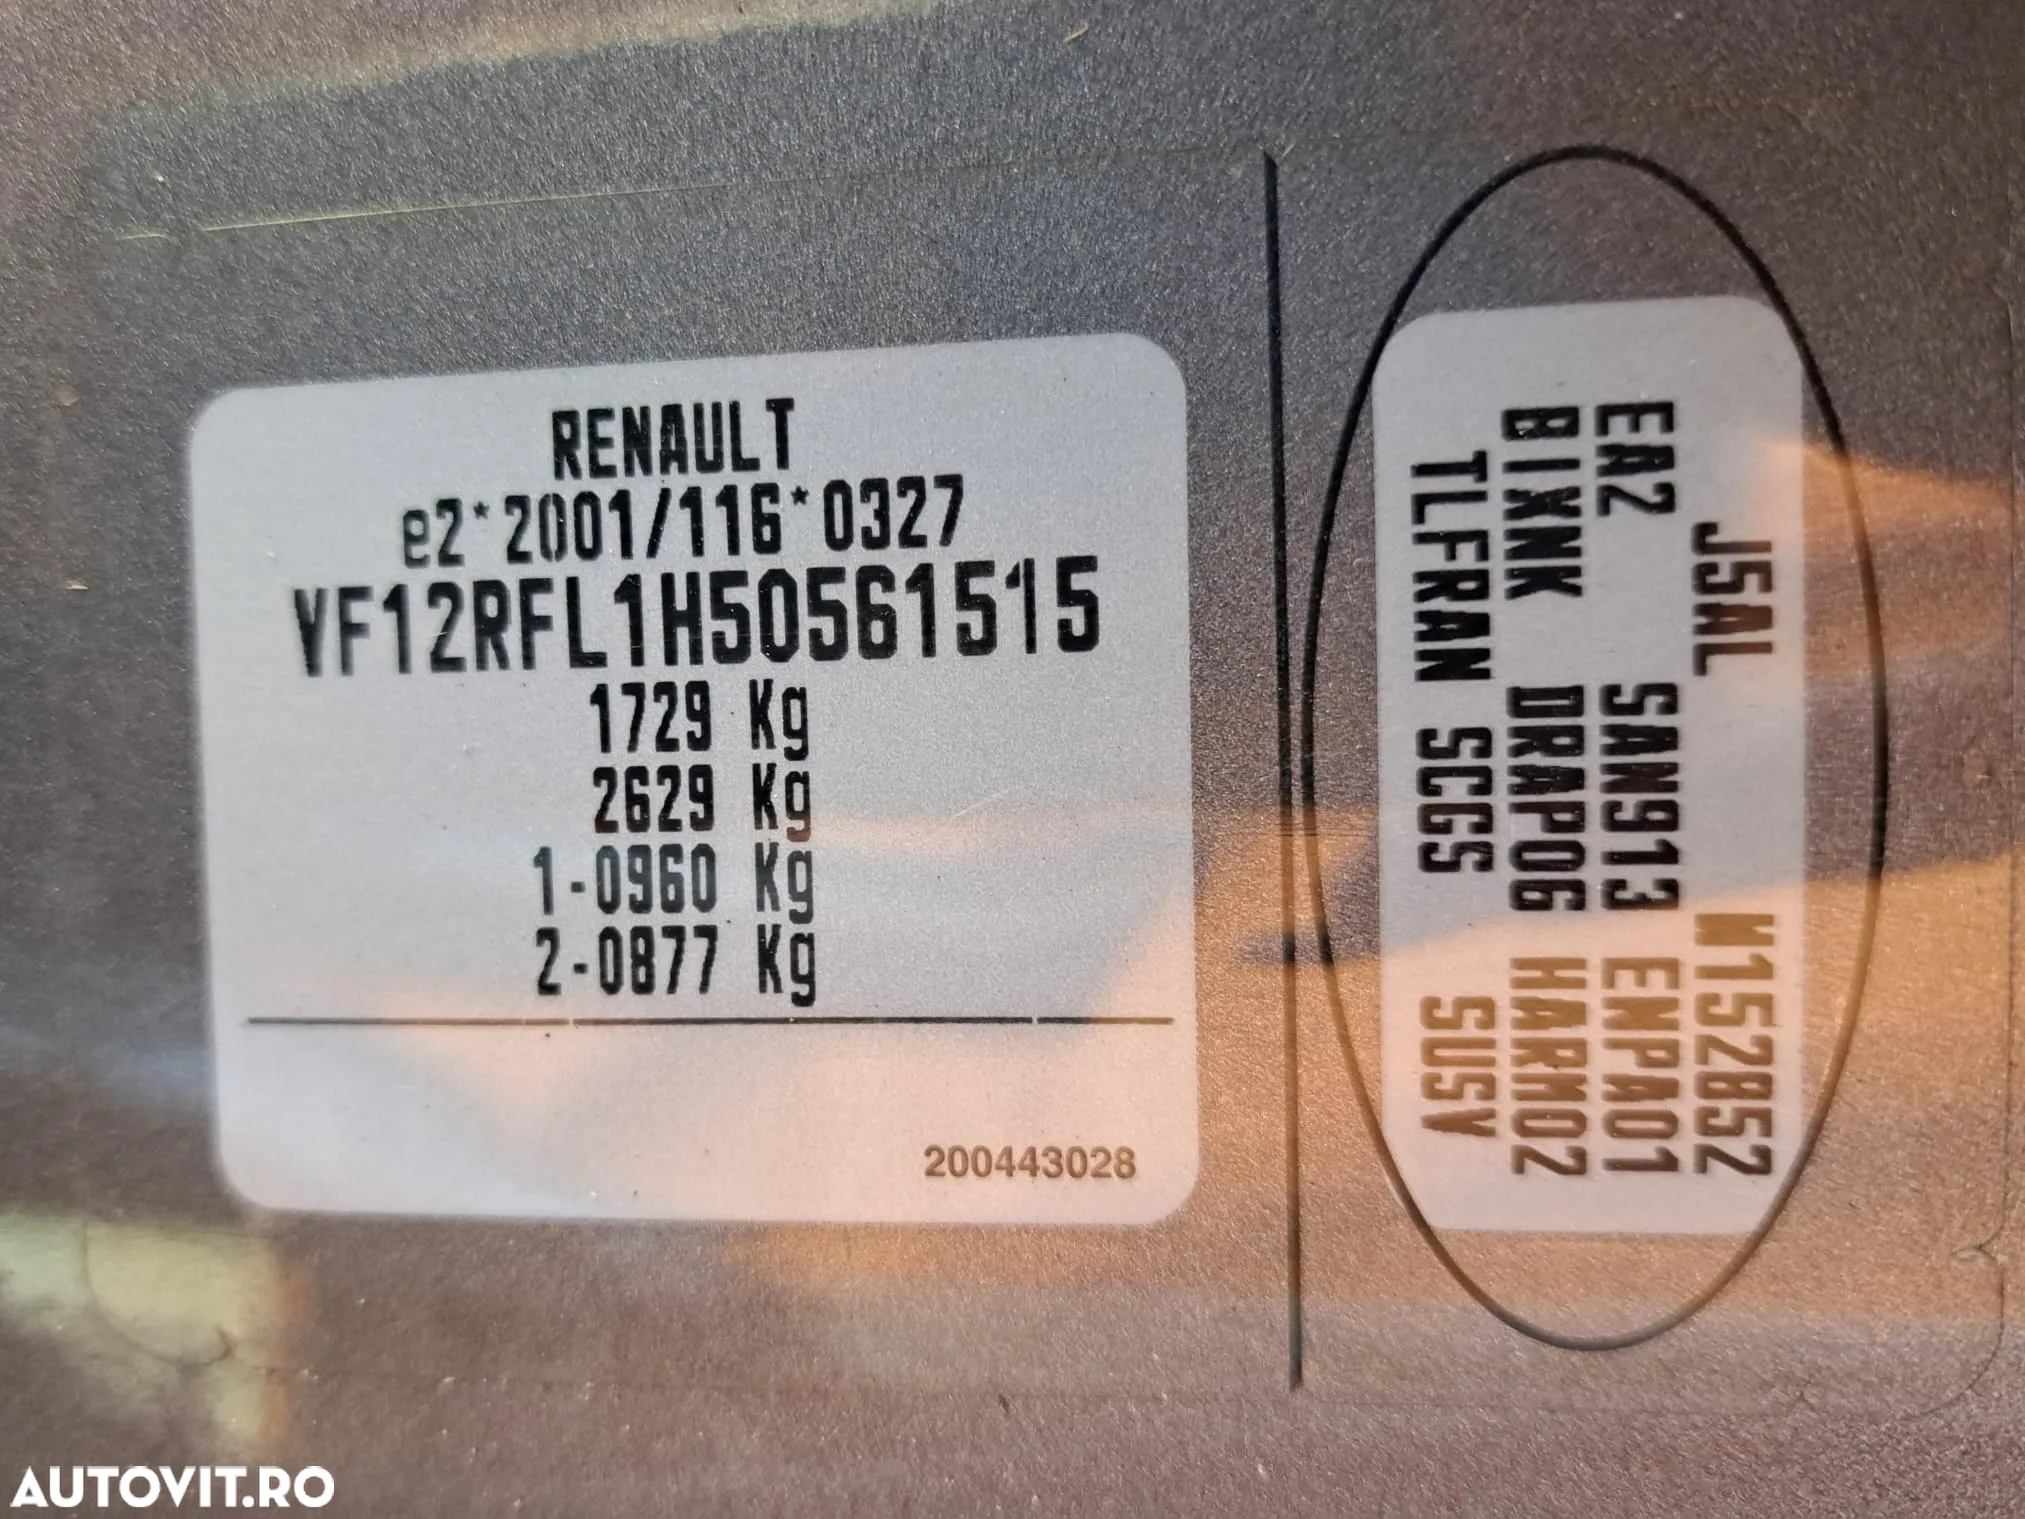 RENAULT
e2*2001/116*0327
VF12RFL1H50561515
1729 Kg
2629 Kg
1-0960 Kg
2-0877 Kg
200443028
J5AL W152852
EA2 SAN913 ENPA01
BIXNK DRAP06 HARM02
TLFRAN SCGS SUSV
AUTOVIT.RO